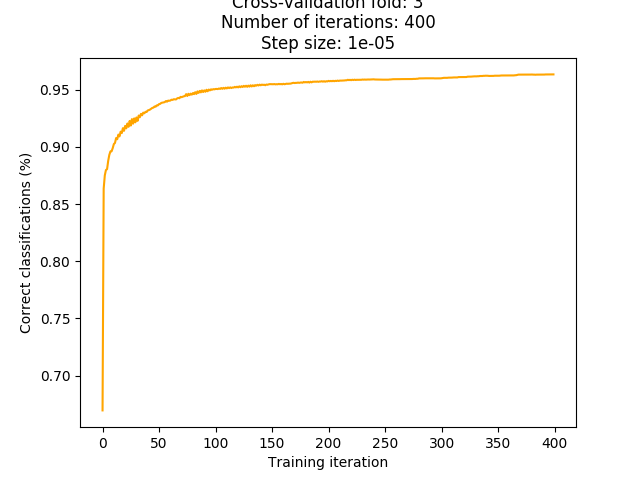 Cross-validation fold: 3
Number of iterations: 400
Step size: 1e-05
Correct classifications (%)
0.95
0.90
0.85
0.80
0.75
0.70
0 50 100 150 200 250 300 350 400
Training iteration